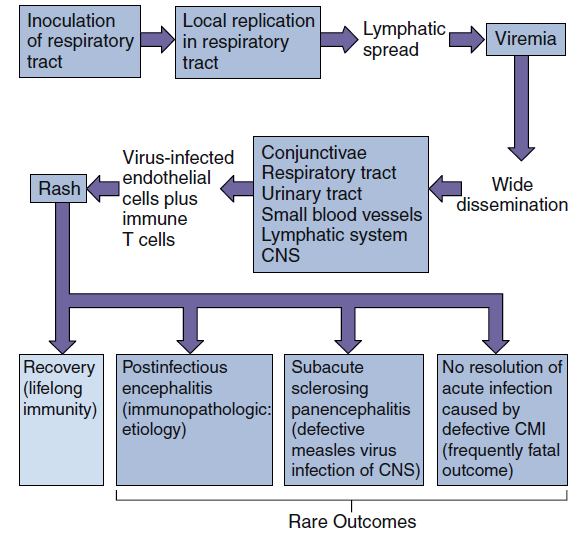 Inoculation
of respiratory
tract
Local replication
in respiratory
tract
Lymphatic
spread
Viremia
Wide
dissemination
Conjunctivae
Respiratory tract
Urinary tract
Small blood vessels
Lymphatic system
CNS
Virus-infected
endothelial
cells plus
immune
T cells
Rash
Recovery
(lifelong
immunity)
Postinfectious
encephalitis
(immunopathologic:
etiology)
Subacute
sclerosing
panencephalitis
(defective
measles virus
infection of CNS)
No resolution of
acute infection
caused by
defective CMI
(frequently fatal
outcome)
Rare Outcomes